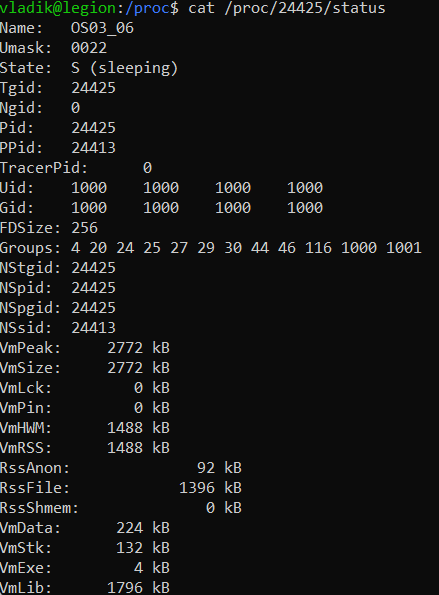 vladik@legion:/proc$ cat /proc/24425/status
Name:   OS03_06
Umask:  0022
State:  S (sleeping)
Tgid:   24425
Ngid:   0
Pid:    24425
PPid:   24413
TracerPid:      0
Uid:    1000    1000    1000    1000
Gid:    1000    1000    1000    1000
FDSize: 256
Groups: 4 20 24 25 27 29 30 44 46 116 1000 1001
NStgid: 24425
NSpid:  24425
NSpgid: 24425
NSsid:  24413
VmPeak:     2772 kB
VmSize:     2772 kB
VmLck:         0 kB
VmPin:         0 kB
VmHWM:      1488 kB
VmRSS:      1488 kB
RssAnon:              92 kB
RssFile:            1396 kB
RssShmem:              0 kB
VmData:      224 kB
VmStk:       132 kB
VmExe:         4 kB
VmLib:      1796 kB